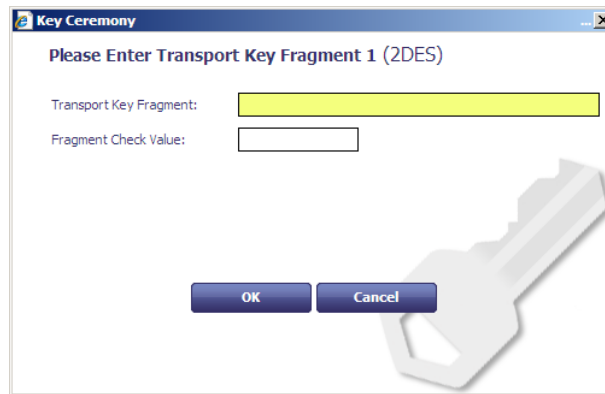 Key Ceremony
Please Enter Transport Key Fragment 1 (2DES)
Transport Key Fragment:
Fragment Check Value:
OK Cancel